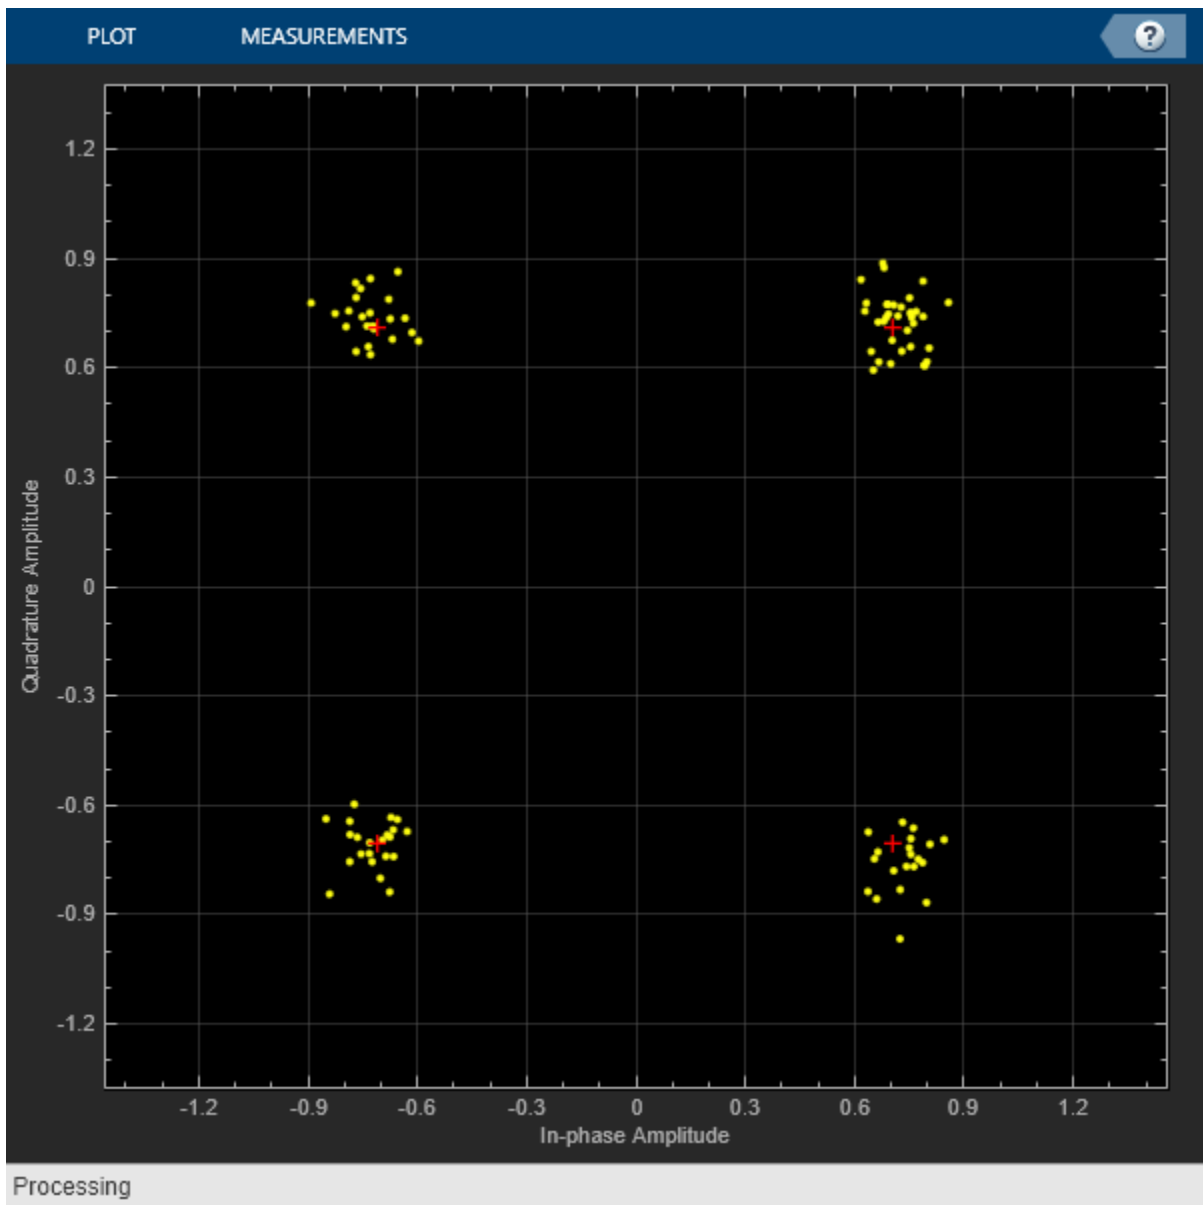 PLOT MEASUREMENTS ?
1.2
0.9
0.6
0.3
0
-0.3
-0.6
-0.9
-1.2
Quadrature Amplitude
-1.2 -0.9 -0.6 -0.3 0 0.3 0.6 0.9 1.2
In-phase Amplitude
Processing